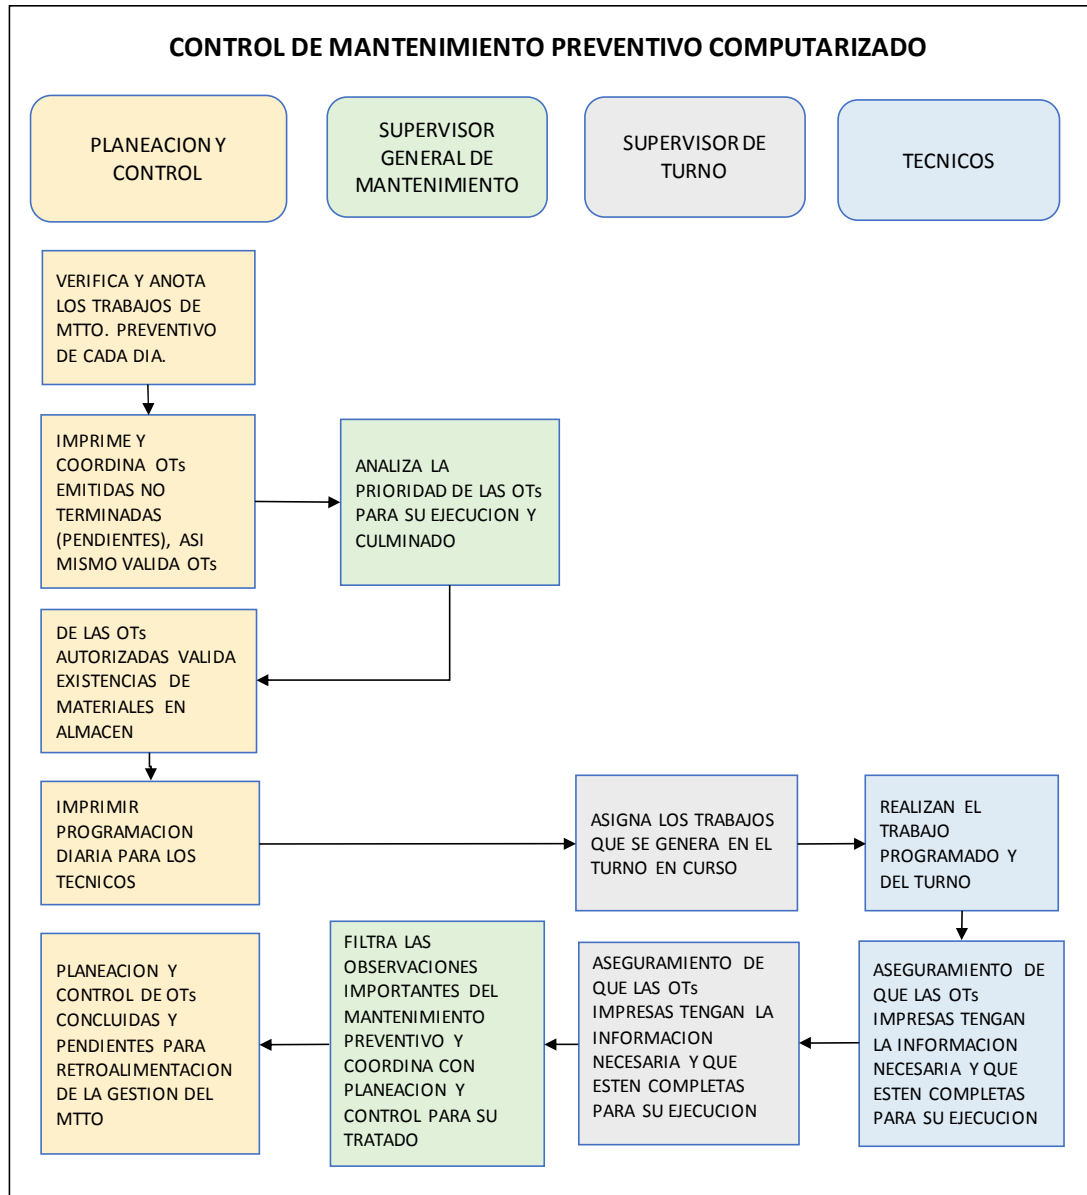 CONTROL DE MANTENIMIENTO PREVENTIVO COMPUTARIZADO
PLANEACION Y
CONTROL
SUPERVISOR
GENERAL DE
MANTENIMIENTO
SUPERVISOR DE
TURNO
TECNICOS
VERIFICA Y ANOTA
LOS TRABAJOS DE
MTTO. PREVENTIVO
DE CADA DIA.
IMPRIME Y
COORDINA OTs
EMITIDAS NO
TERMINADAS
(PENDIENTES), ASI
MISMO VALIDA OTs
ANALIZA LA
PRIORIDAD DE LAS OTs
PARA SU EJECUCION Y
CULMINADO
DE LAS OTs
AUTORIZADAS VALIDA
EXISTENCIAS DE
MATERIALES EN
ALMACEN
IMPRIMIR
PROGRAMACION
DIARIA PARA LOS
TECNICOS
ASIGNA LOS TRABAJOS
QUE SE GENERA EN EL
TURNO EN CURSO
REALIZAN EL
TRABAJO
PROGRAMADO Y
DEL TURNO
PLANEACION Y
CONTROL DE OTs
CONCLUIDAS Y
PENDIENTES PARA
RETROALIMENTACION
DE LA GESTION DEL
MTTO
FILTRA LAS
OBSERVACIONES
IMPORTANTES DEL
MANTENIMIENTO
PREVENTIVO Y
COORDINA CON
PLANEACION Y
CONTROL PARA SU
TRATADO
ASEGURAMIENTO DE
QUE LAS OTs
IMPRESAS TENGAN LA
INFORMACION
NECESARIA Y QUE
ESTEN COMPLETAS
PARA SU EJECUCION
ASEGURAMIENTO DE
QUE LAS OTs
IMPRESAS TENGAN
LA INFORMACION
NECESARIA Y QUE
ESTEN COMPLETAS
PARA SU EJECUCION